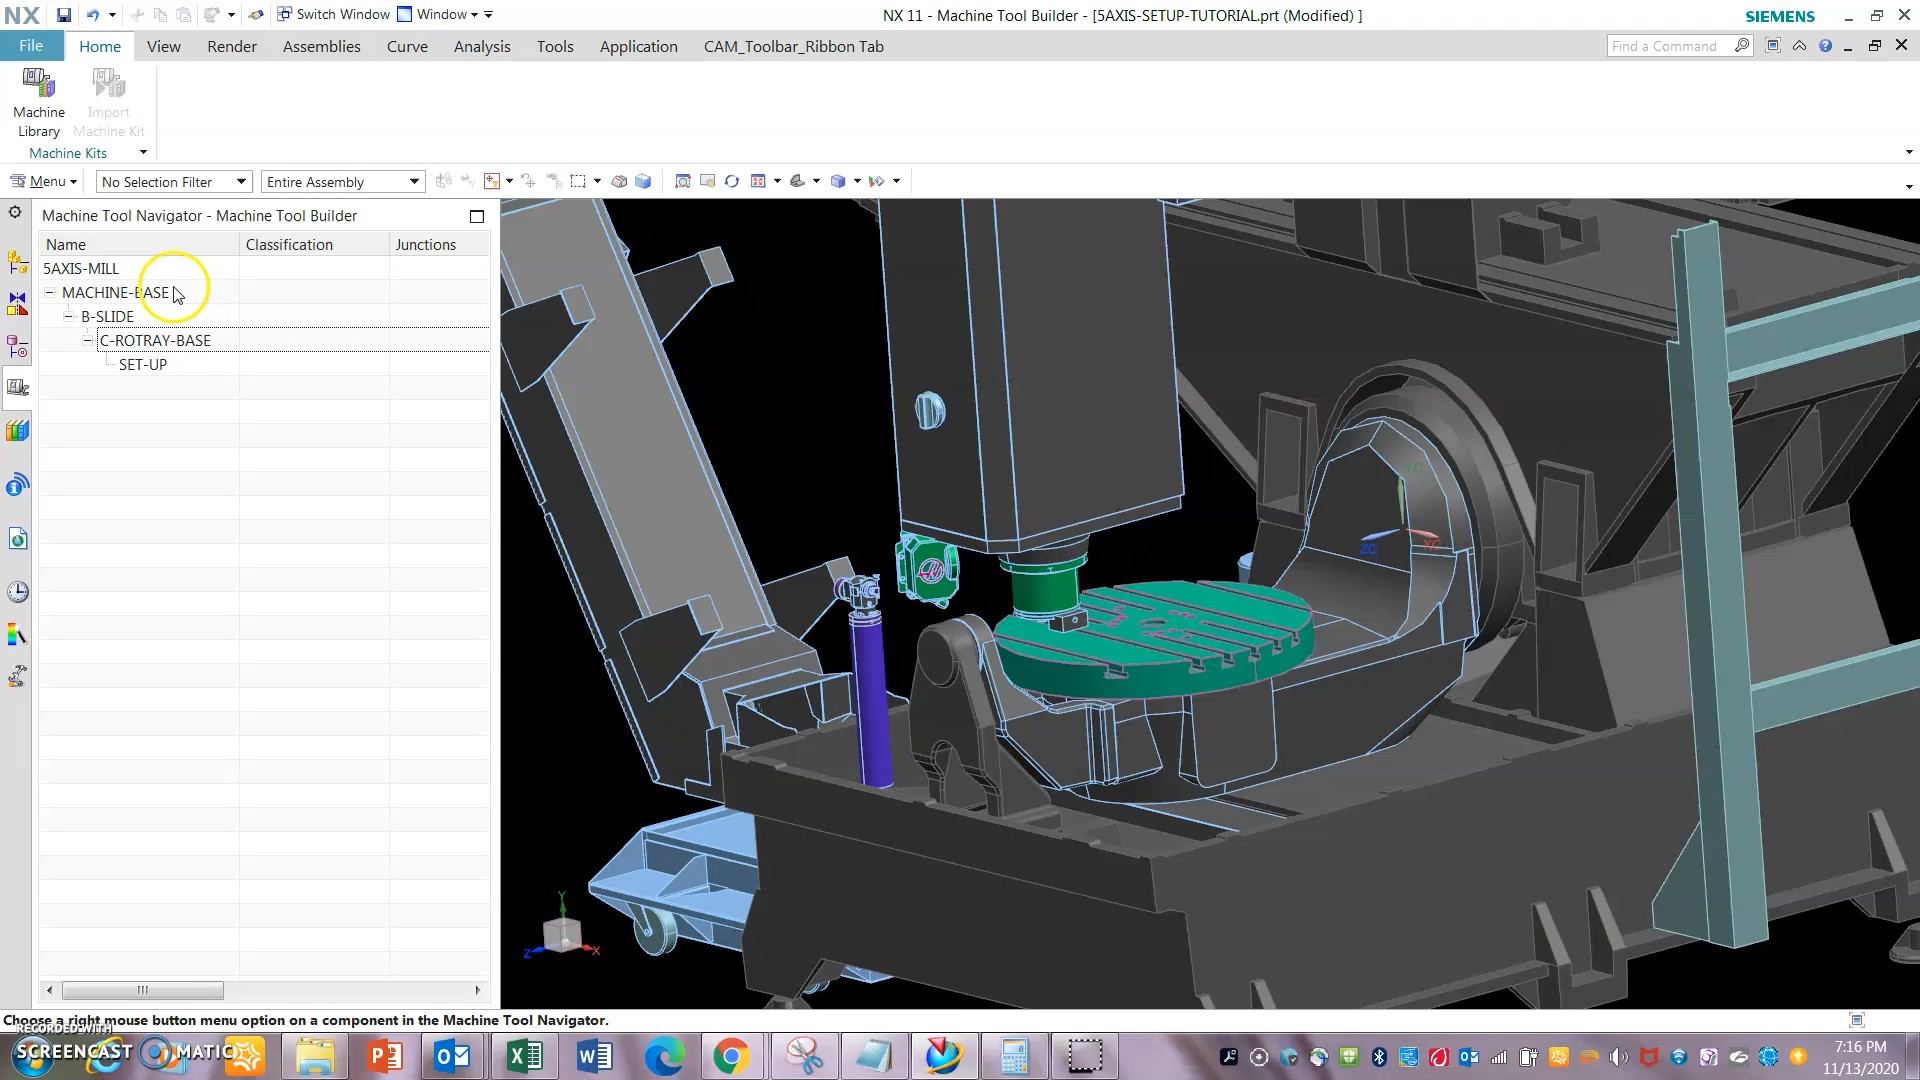 NX
Switch Window
Window
NX 11 - Machine Tool Builder - [5AXIS-SETUP-TUTORIAL.prt (Modified) ]
SIEMENS
File
Home
View
Render
Assemblies
Curve
Analysis
Tools
Application
CAM_Toolbar_Ribbon Tab
Find a Command
Machine Library
Import Machine Kit
Machine Kits
Menu
No Selection Filter
Entire Assembly
Machine Tool Navigator - Machine Tool Builder
Name
Classification
Junctions
5AXIS-MILL
MACHINE-BASE
B-SLIDE
C-ROTRAY-BASE
SET-UP
YC
ZC
XC
Y
Z
X
Choose a right mouse button menu option on a component in the Machine Tool Navigator.
RECORDED WITH
SCREENCAST
MATIC
7:16 PM
11/13/2020